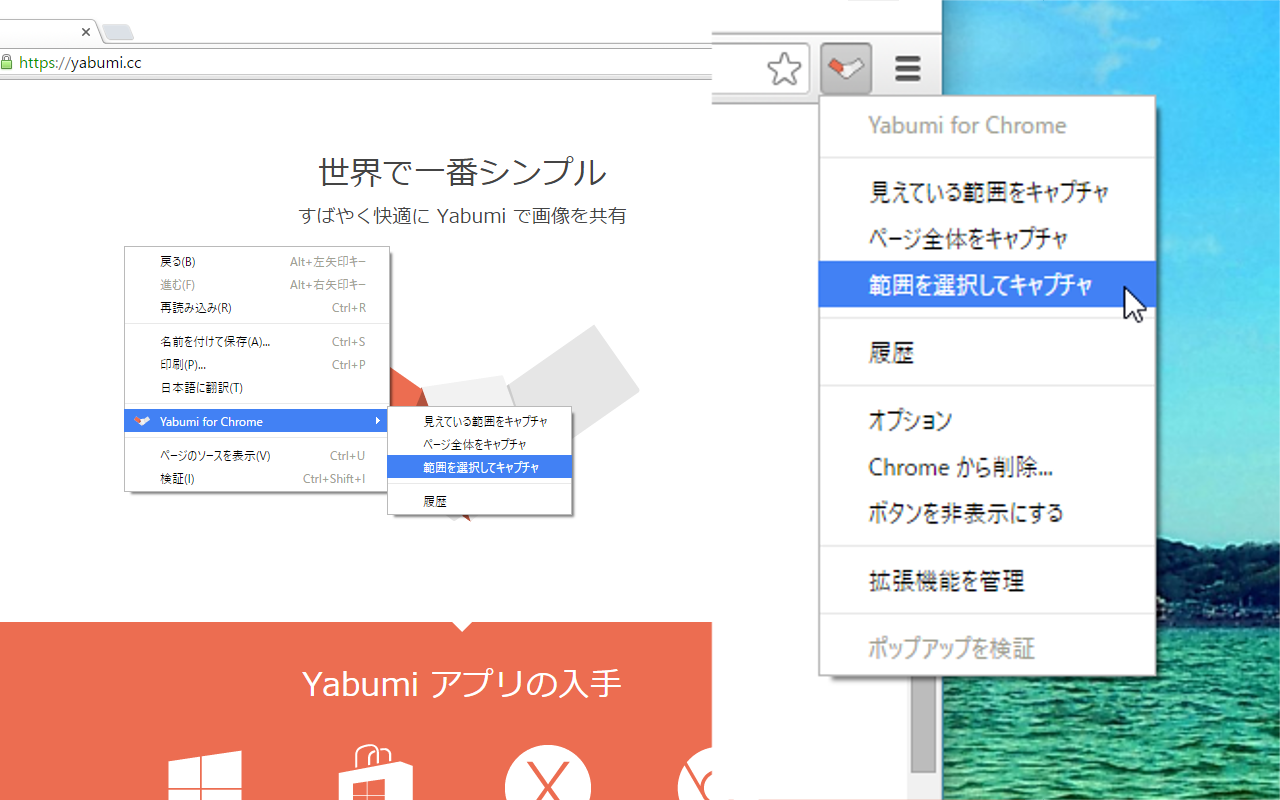 https://yabumi.cc
世界で一番シンプル
すばやく快適に Yabumi で画像を共有
戻る(B) Alt+左矢印キー
進む(F) Alt+右矢印キー
再読み込み(R) Ctrl+R
名前を付けて保存(A)... Ctrl+S
印刷(P)... Ctrl+P
日本語に翻訳(T)
Yabumi for Chrome
ページのソースを表示(V) Ctrl+U
検証(I) Ctrl+Shift+I
見えている範囲をキャプチャ
ページ全体をキャプチャ
範囲を選択してキャプチャ
履歴
Yabumi アプリの入手
Yabumi for Chrome
見えている範囲をキャプチャ
ページ全体をキャプチャ
範囲を選択してキャプチャ
履歴
オプション
Chrome から削除...
ボタンを非表示にする
拡張機能を管理
ポップアップを検証